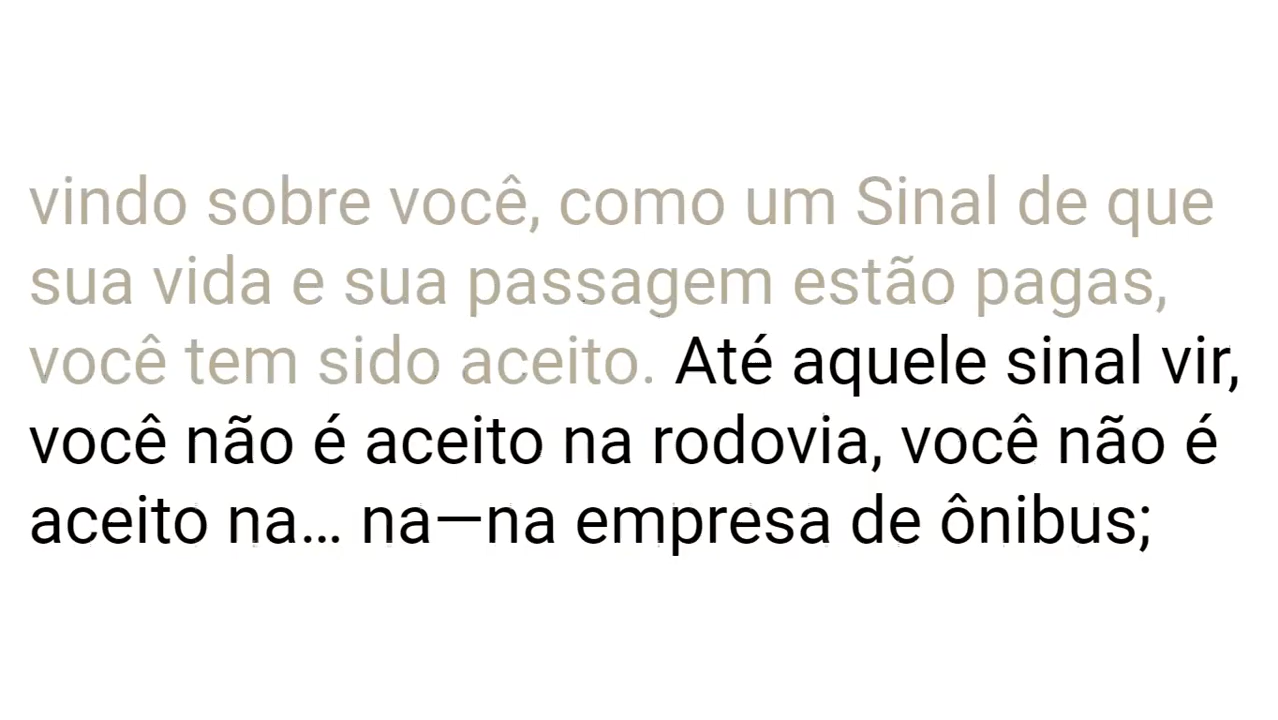 vindo sobre você, como um Sinal de que
sua vida e sua passagem estão pagas,
você tem sido aceito. Até aquele sinal vir,
você não é aceito na rodovia, você não é
aceito na… na—na empresa de ônibus;